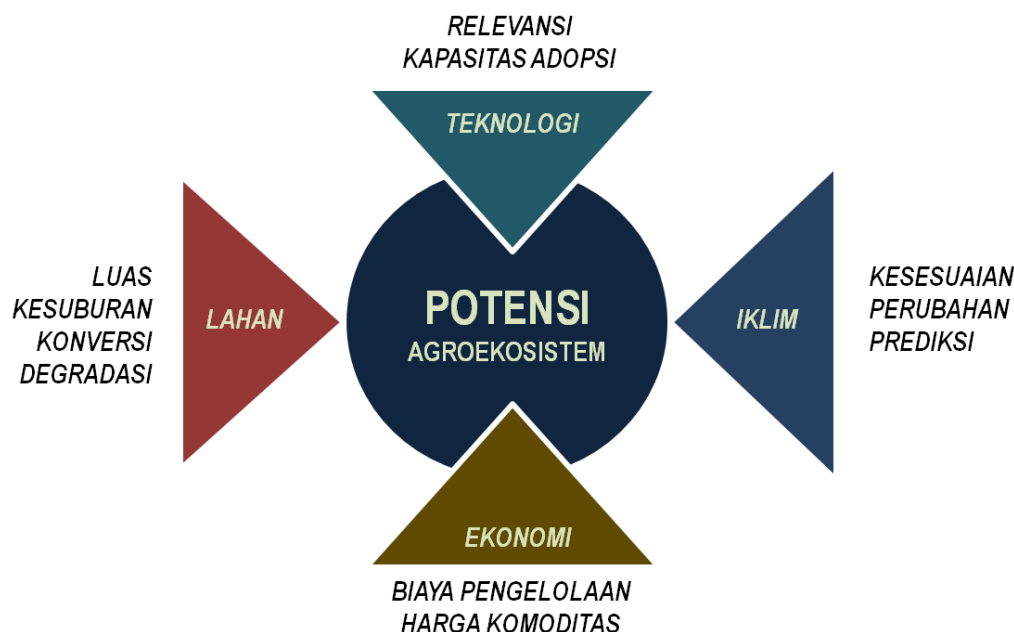 RELEVANSI
KAPASITAS ADOPSI
TEKNOLOGI
LUAS
KESUBURAN
KONVERSI
DEGRADASI
LAHAN
POTENSI
AGROEKOSISTEM
IKLIM
KESESUAIAN
PERUBAHAN
PREDIKSI
EKONOMI
BIAYA PENGELOLAAN
HARGA KOMODITAS